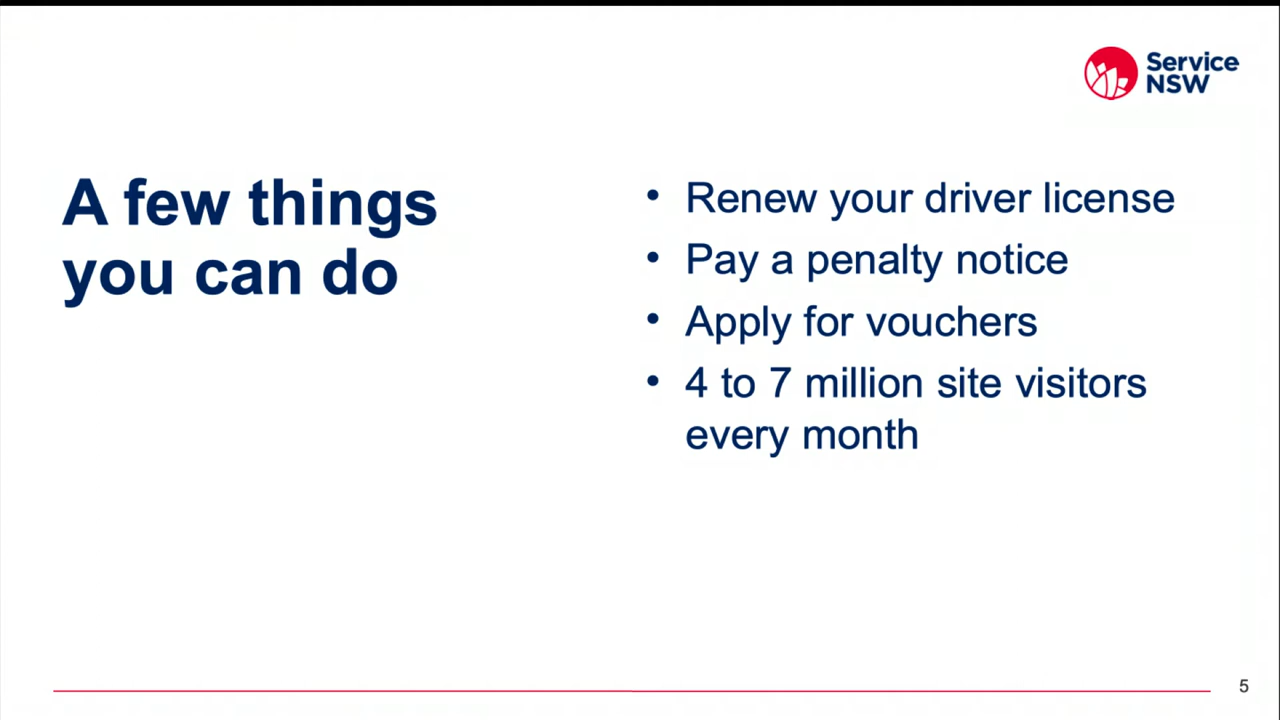 Service
NSW
A few things
you can do
• Renew your driver license
• Pay a penalty notice
• Apply for vouchers
• 4 to 7 million site visitors
every month
5